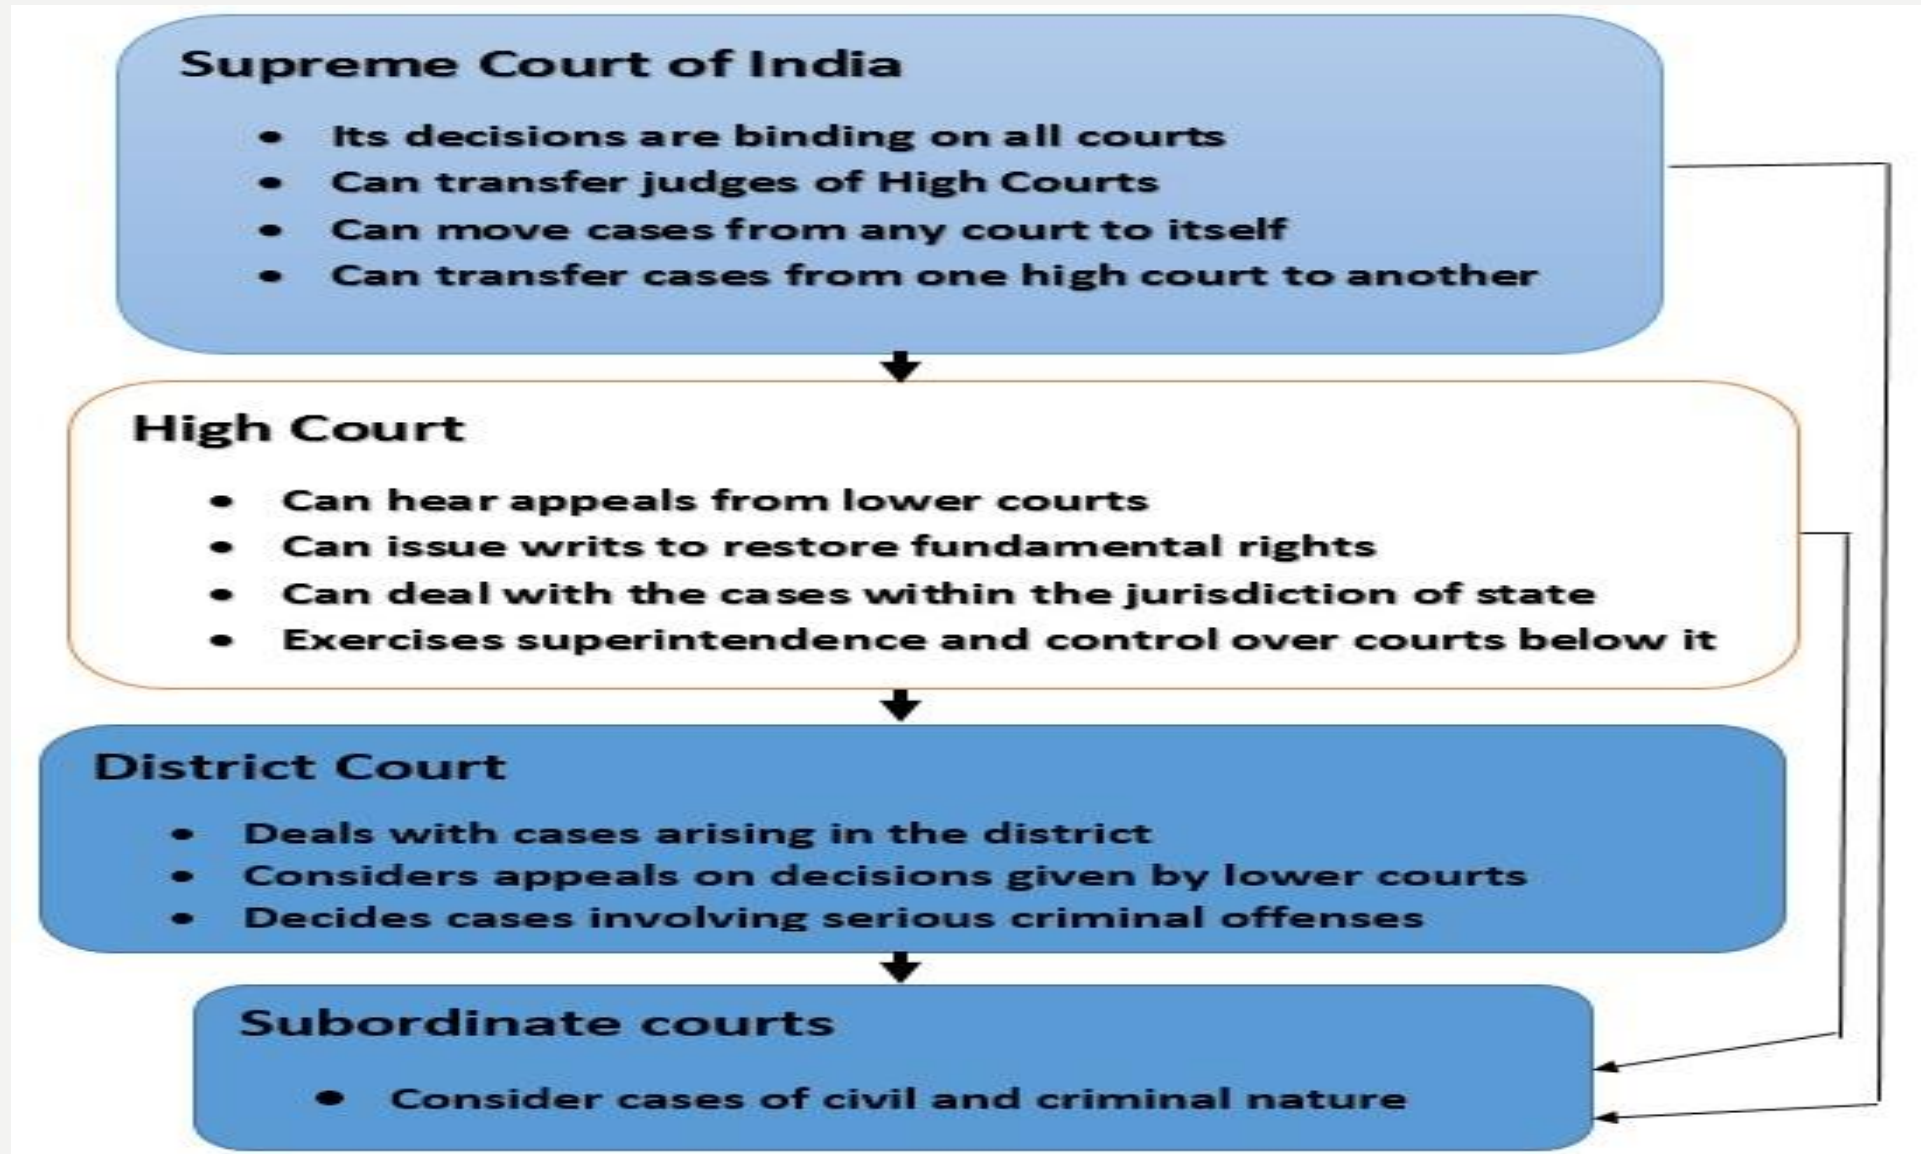 Supreme Court of India
• Its decisions are binding on all courts
• Can transfer judges of High Courts
• Can move cases from any court to itself
• Can transfer cases from one high court to another
High Court
• Can hear appeals from lower courts
• Can issue writs to restore fundamental rights
• Can deal with the cases within the jurisdiction of state
• Exercises superintendence and control over courts below it
District Court
• Deals with cases arising in the district
• Considers appeals on decisions given by lower courts
• Decides cases involving serious criminal offenses
Subordinate courts
• Consider cases of civil and criminal nature